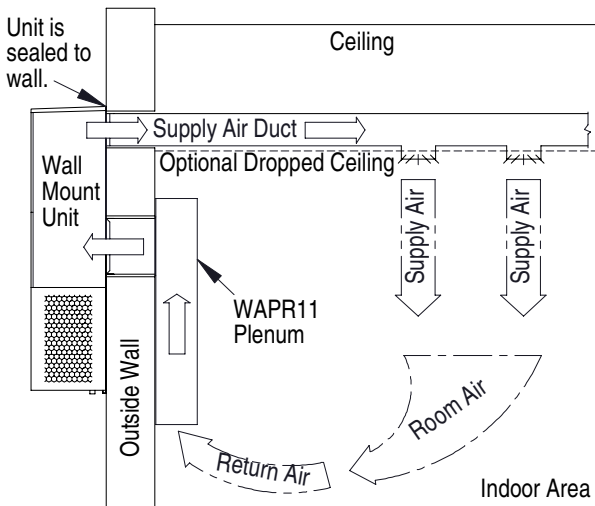 Unit is
sealed to
wall.
Ceiling
Supply Air Duct
Optional Dropped Ceiling
Wall
Mount
Unit
Supply Air
Supply Air
WAPR11
Plenum
Outside Wall
Room Air
Return Air
Indoor Area